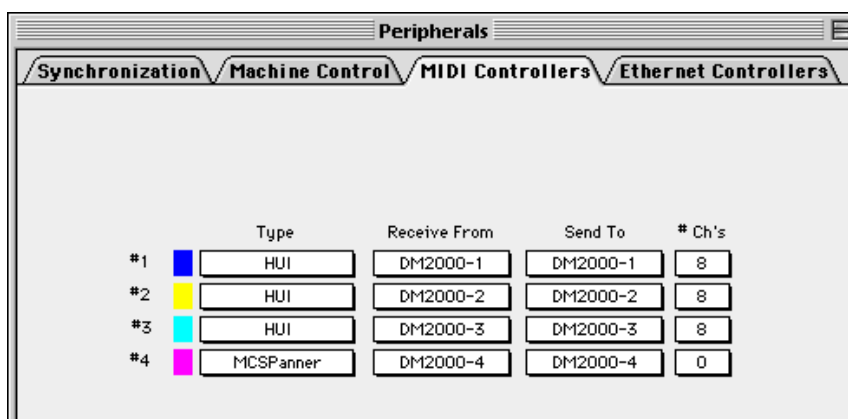 Peripherals
Synchronization Machine Control MIDI Controllers Ethernet Controllers
Type Receive From Send To # Ch's
#1 HUI DM2000-1 DM2000-1 8
#2 HUI DM2000-2 DM2000-2 8
#3 HUI DM2000-3 DM2000-3 8
#4 MCSPanner DM2000-4 DM2000-4 0